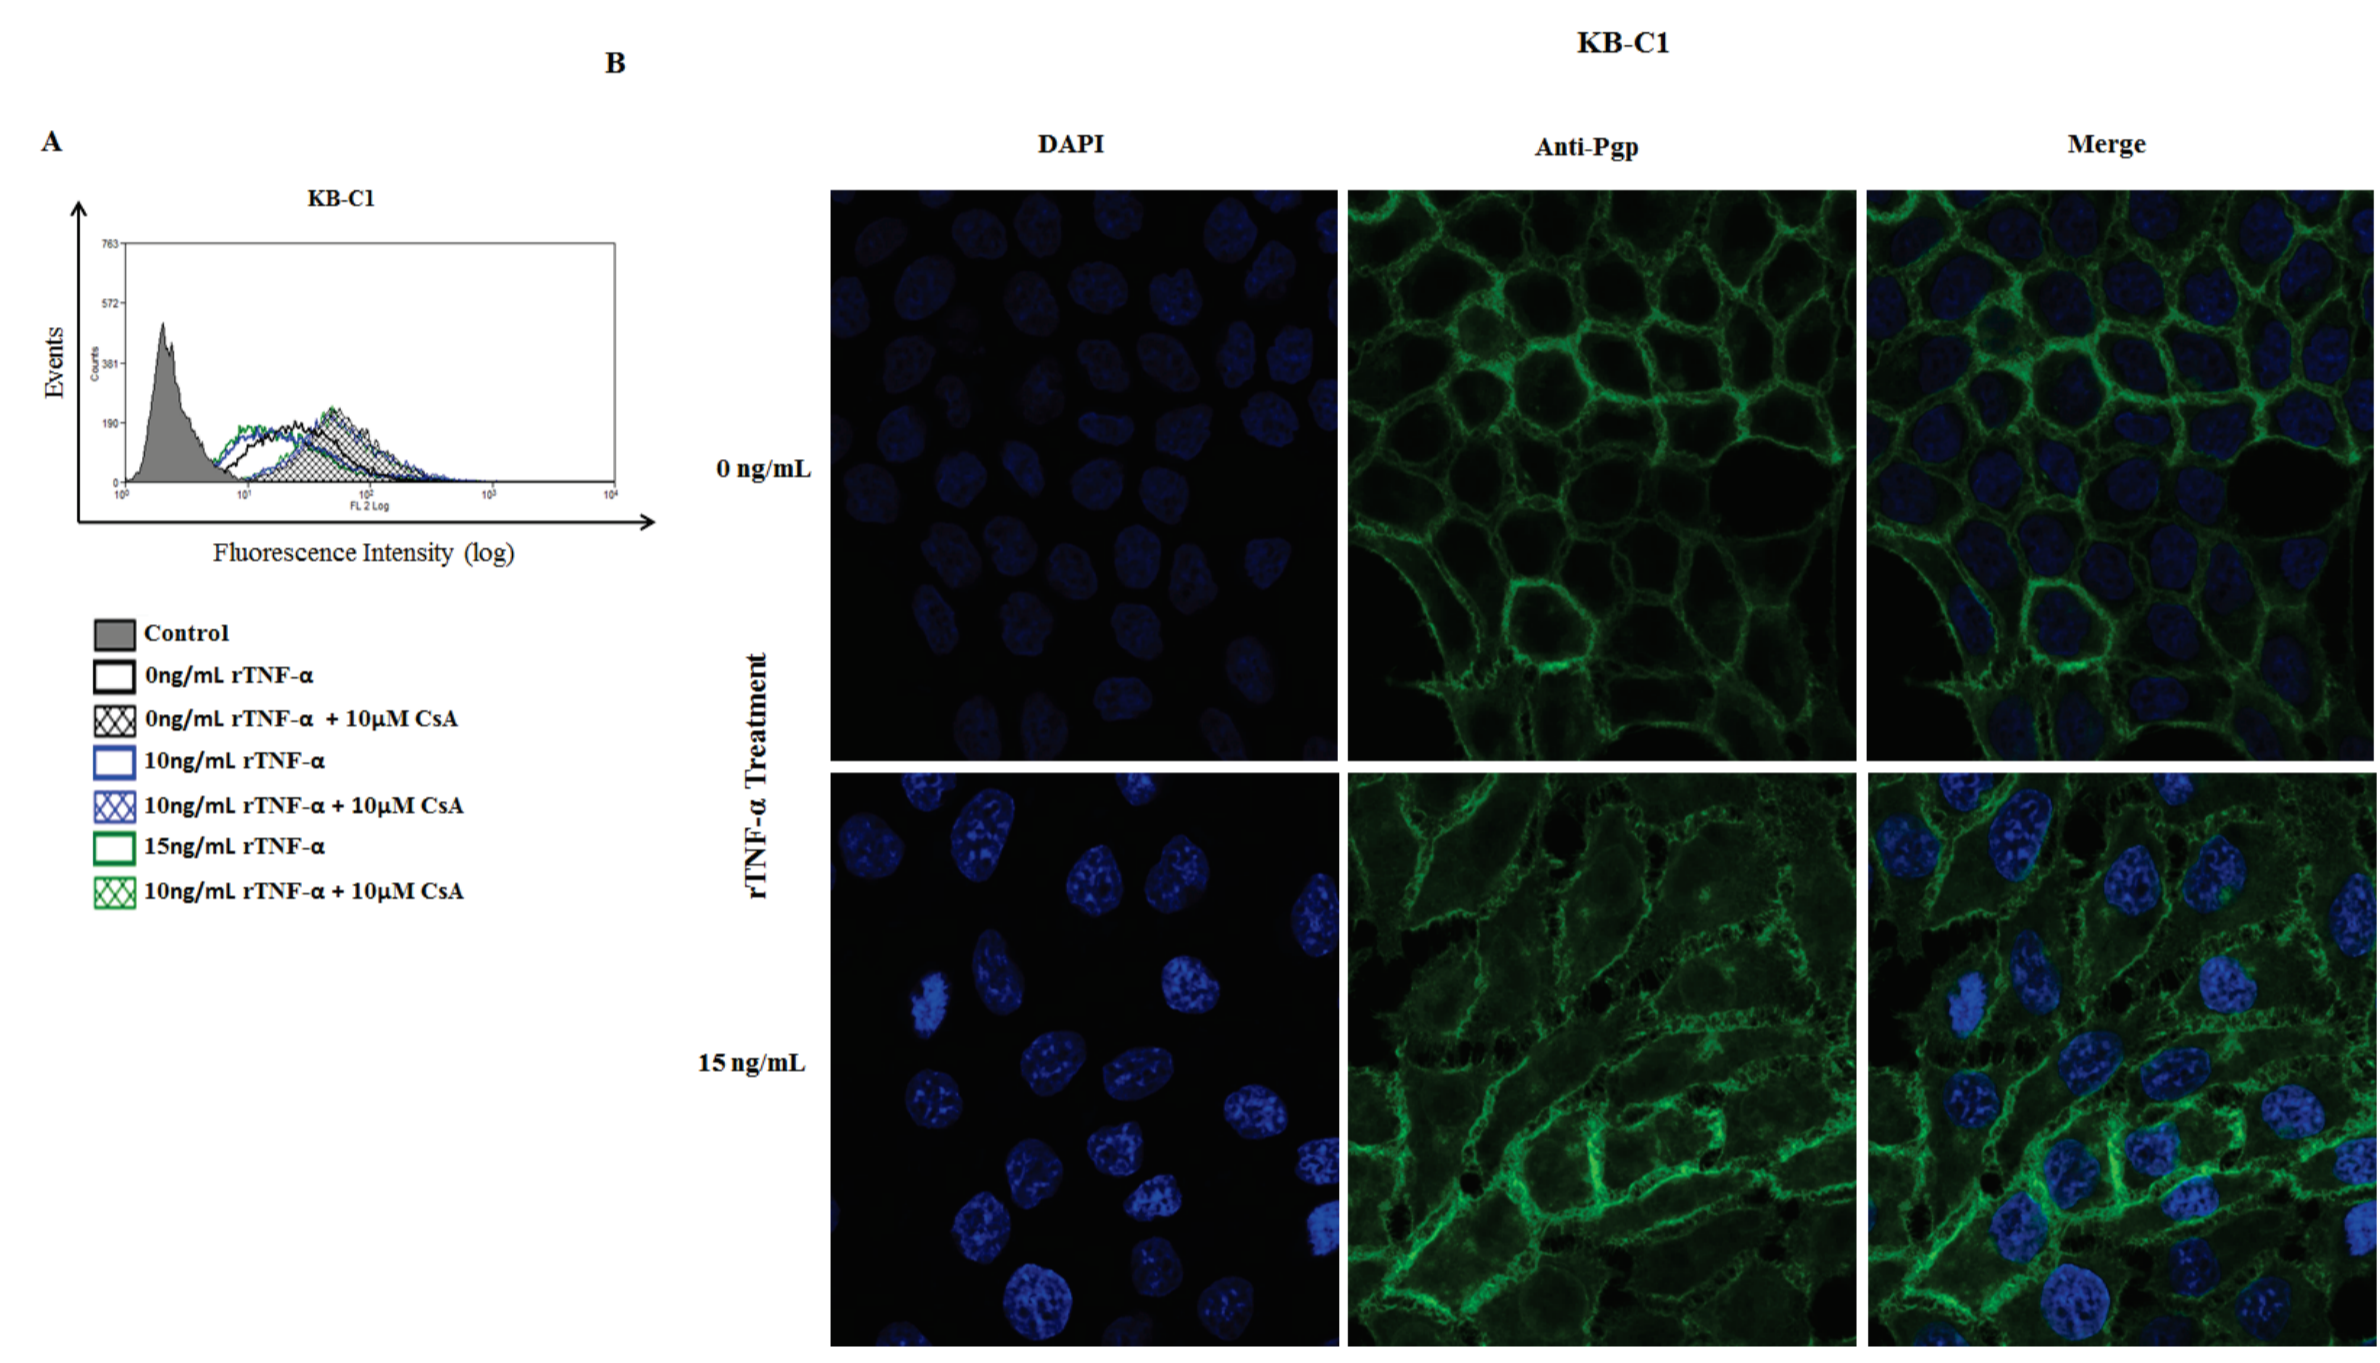 KB-C1
B
A
DAPI
Anti-Pgp
Merge
KB-C1
763
572
381
190
0
Counts
Events
10⁰
10¹
10²
10³
10⁴
FL 2 Log
Fluorescence Intensity (log)
Control
0ng/mL rTNF-α
0ng/mL rTNF-α + 10µM CsA
10ng/mL rTNF-α
10ng/mL rTNF-α + 10µM CsA
15ng/mL rTNF-α
10ng/mL rTNF-α + 10µM CsA
0 ng/mL
rTNF-α Treatment
15 ng/mL